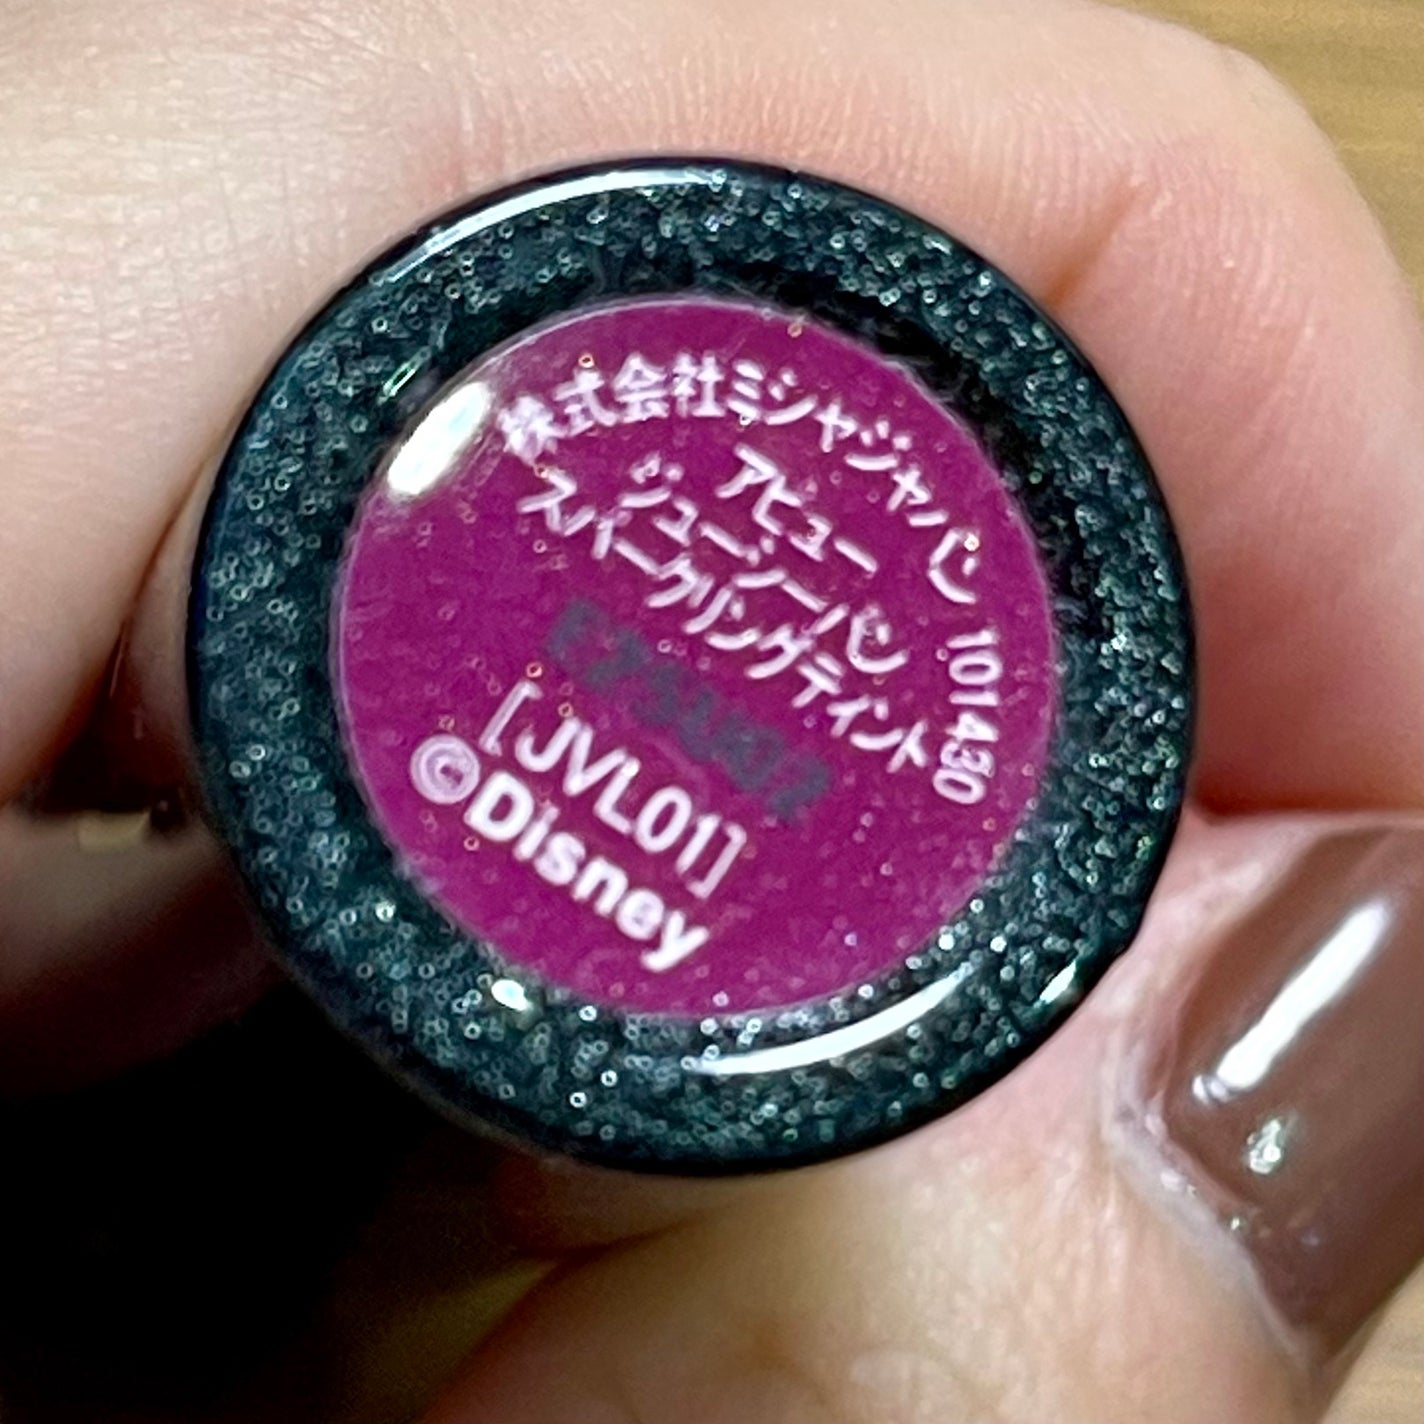 株式会社ミシャジャパン 101480
アピュー
ジューシーパン
スパークリングティント
[JVL01]
©Disney